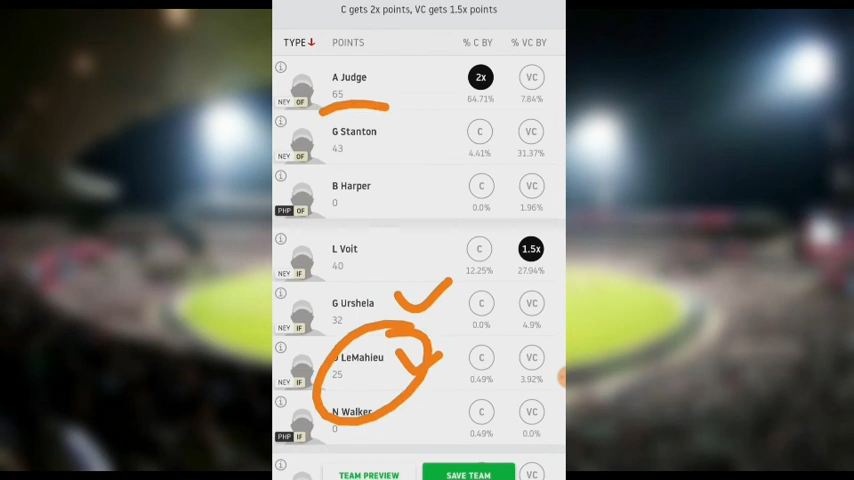 C gets 2x points, VC gets 1.5x points
TYPE POINTS % C BY % VC BY
A Judge
65
2x VC
NEY OF 64.71% 7.84%
G Stanton
43
C VC
NEY OF 4.41% 31.37%
B Harper
0
C VC
PHP OF 0.0% 1.96%
L Voit
40
C 1.5x
NEY IF 12.25% 27.94%
G Urshela
32
C VC
NEY IF 0.0% 4.9%
LeMahieu
25
C VC
NEY IF 0.49% 3.92%
N Walker
0
C VC
PHP IF 0.49% 0.0%
TEAM PREVIEW SAVE TEAM VC